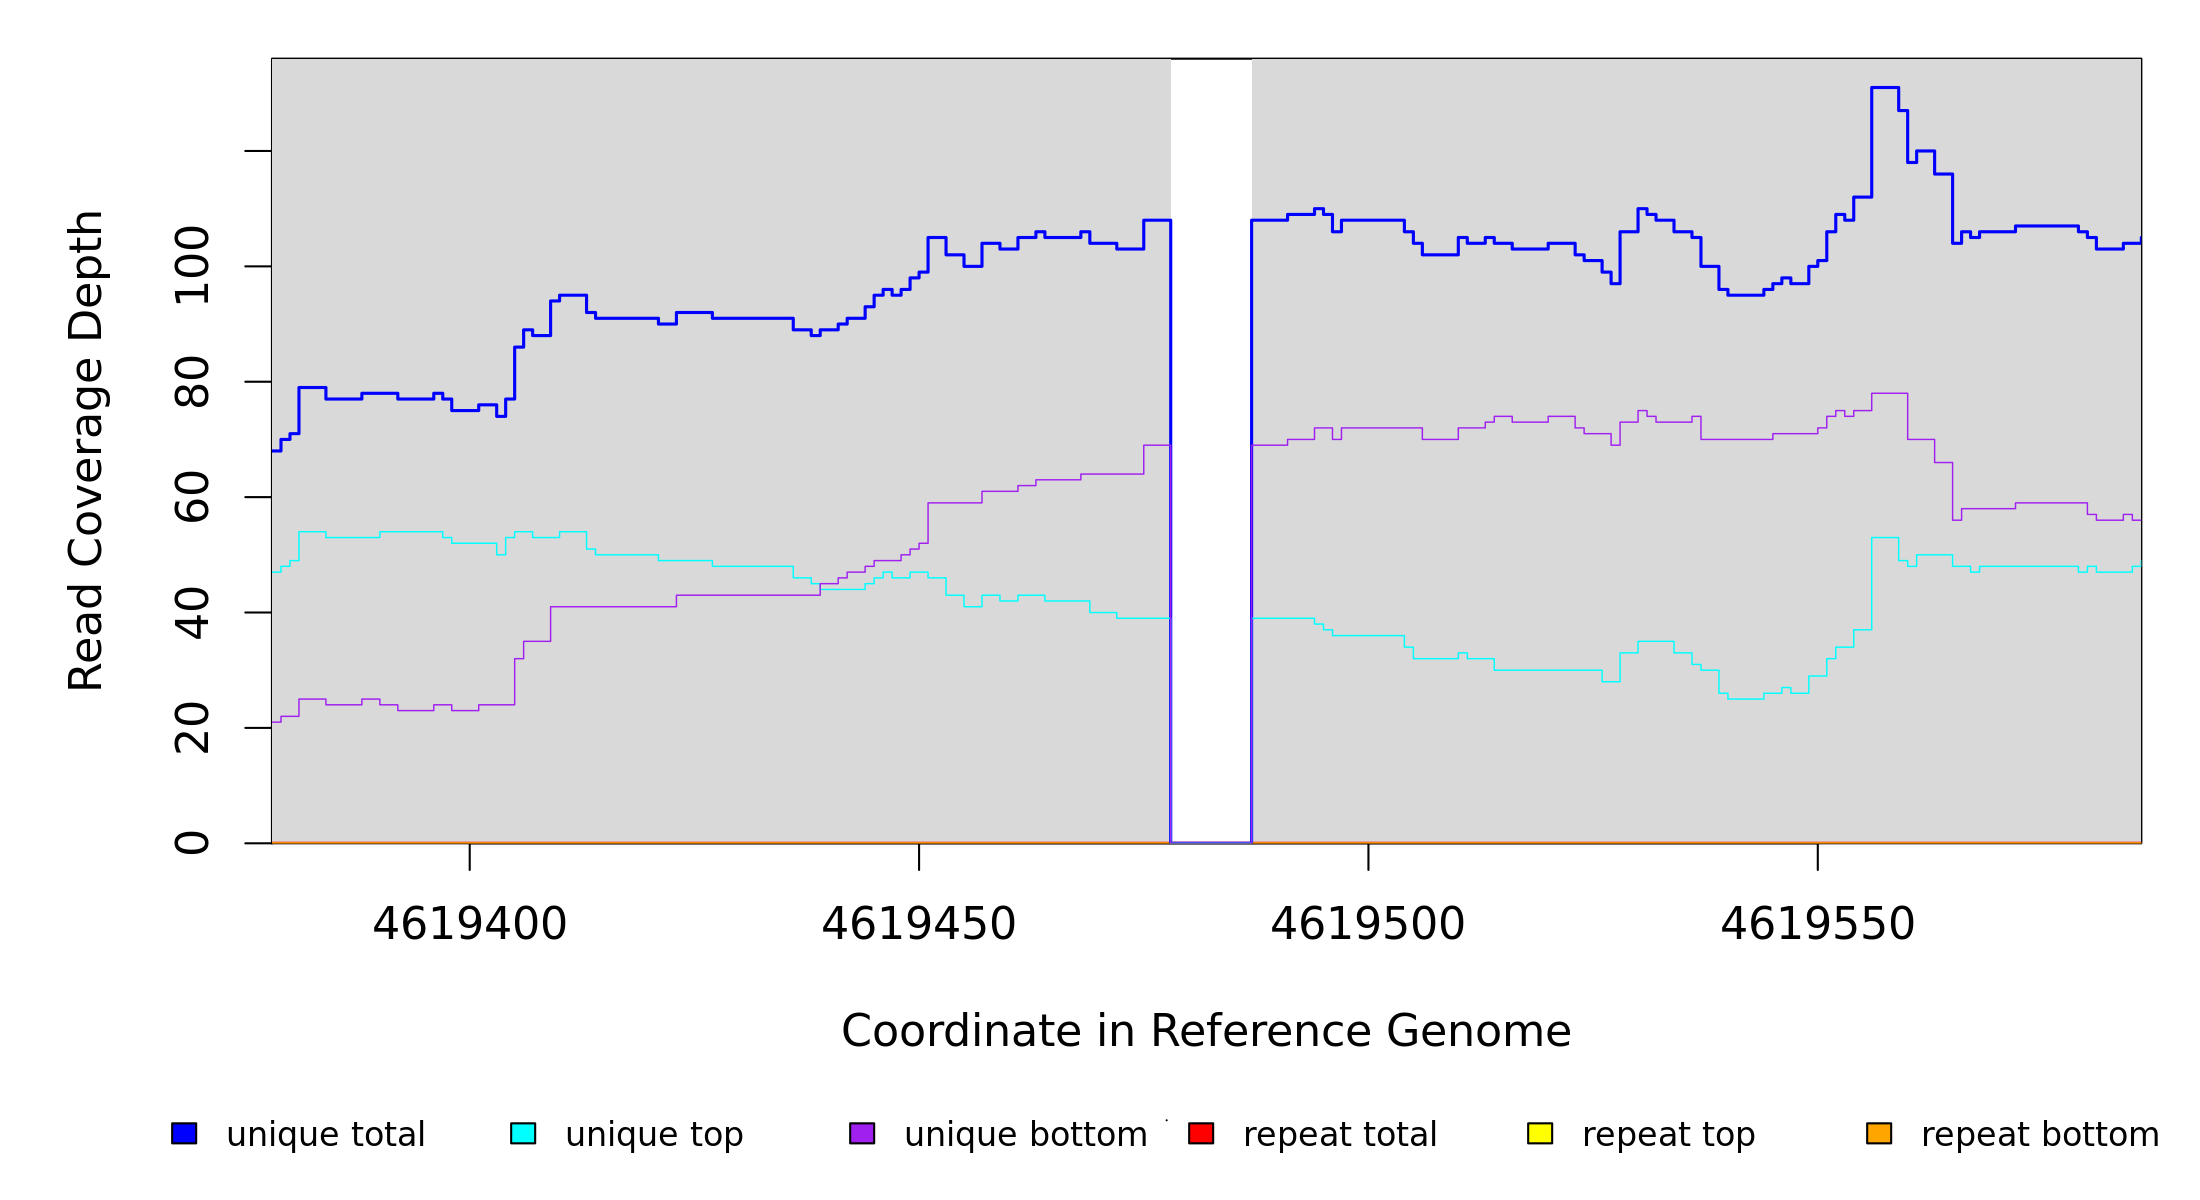 Read Coverage Depth
100
80
60
40
20
0
4619400 4619450 4619500 4619550
Coordinate in Reference Genome
unique total unique top unique bottom repeat total repeat top repeat bottom